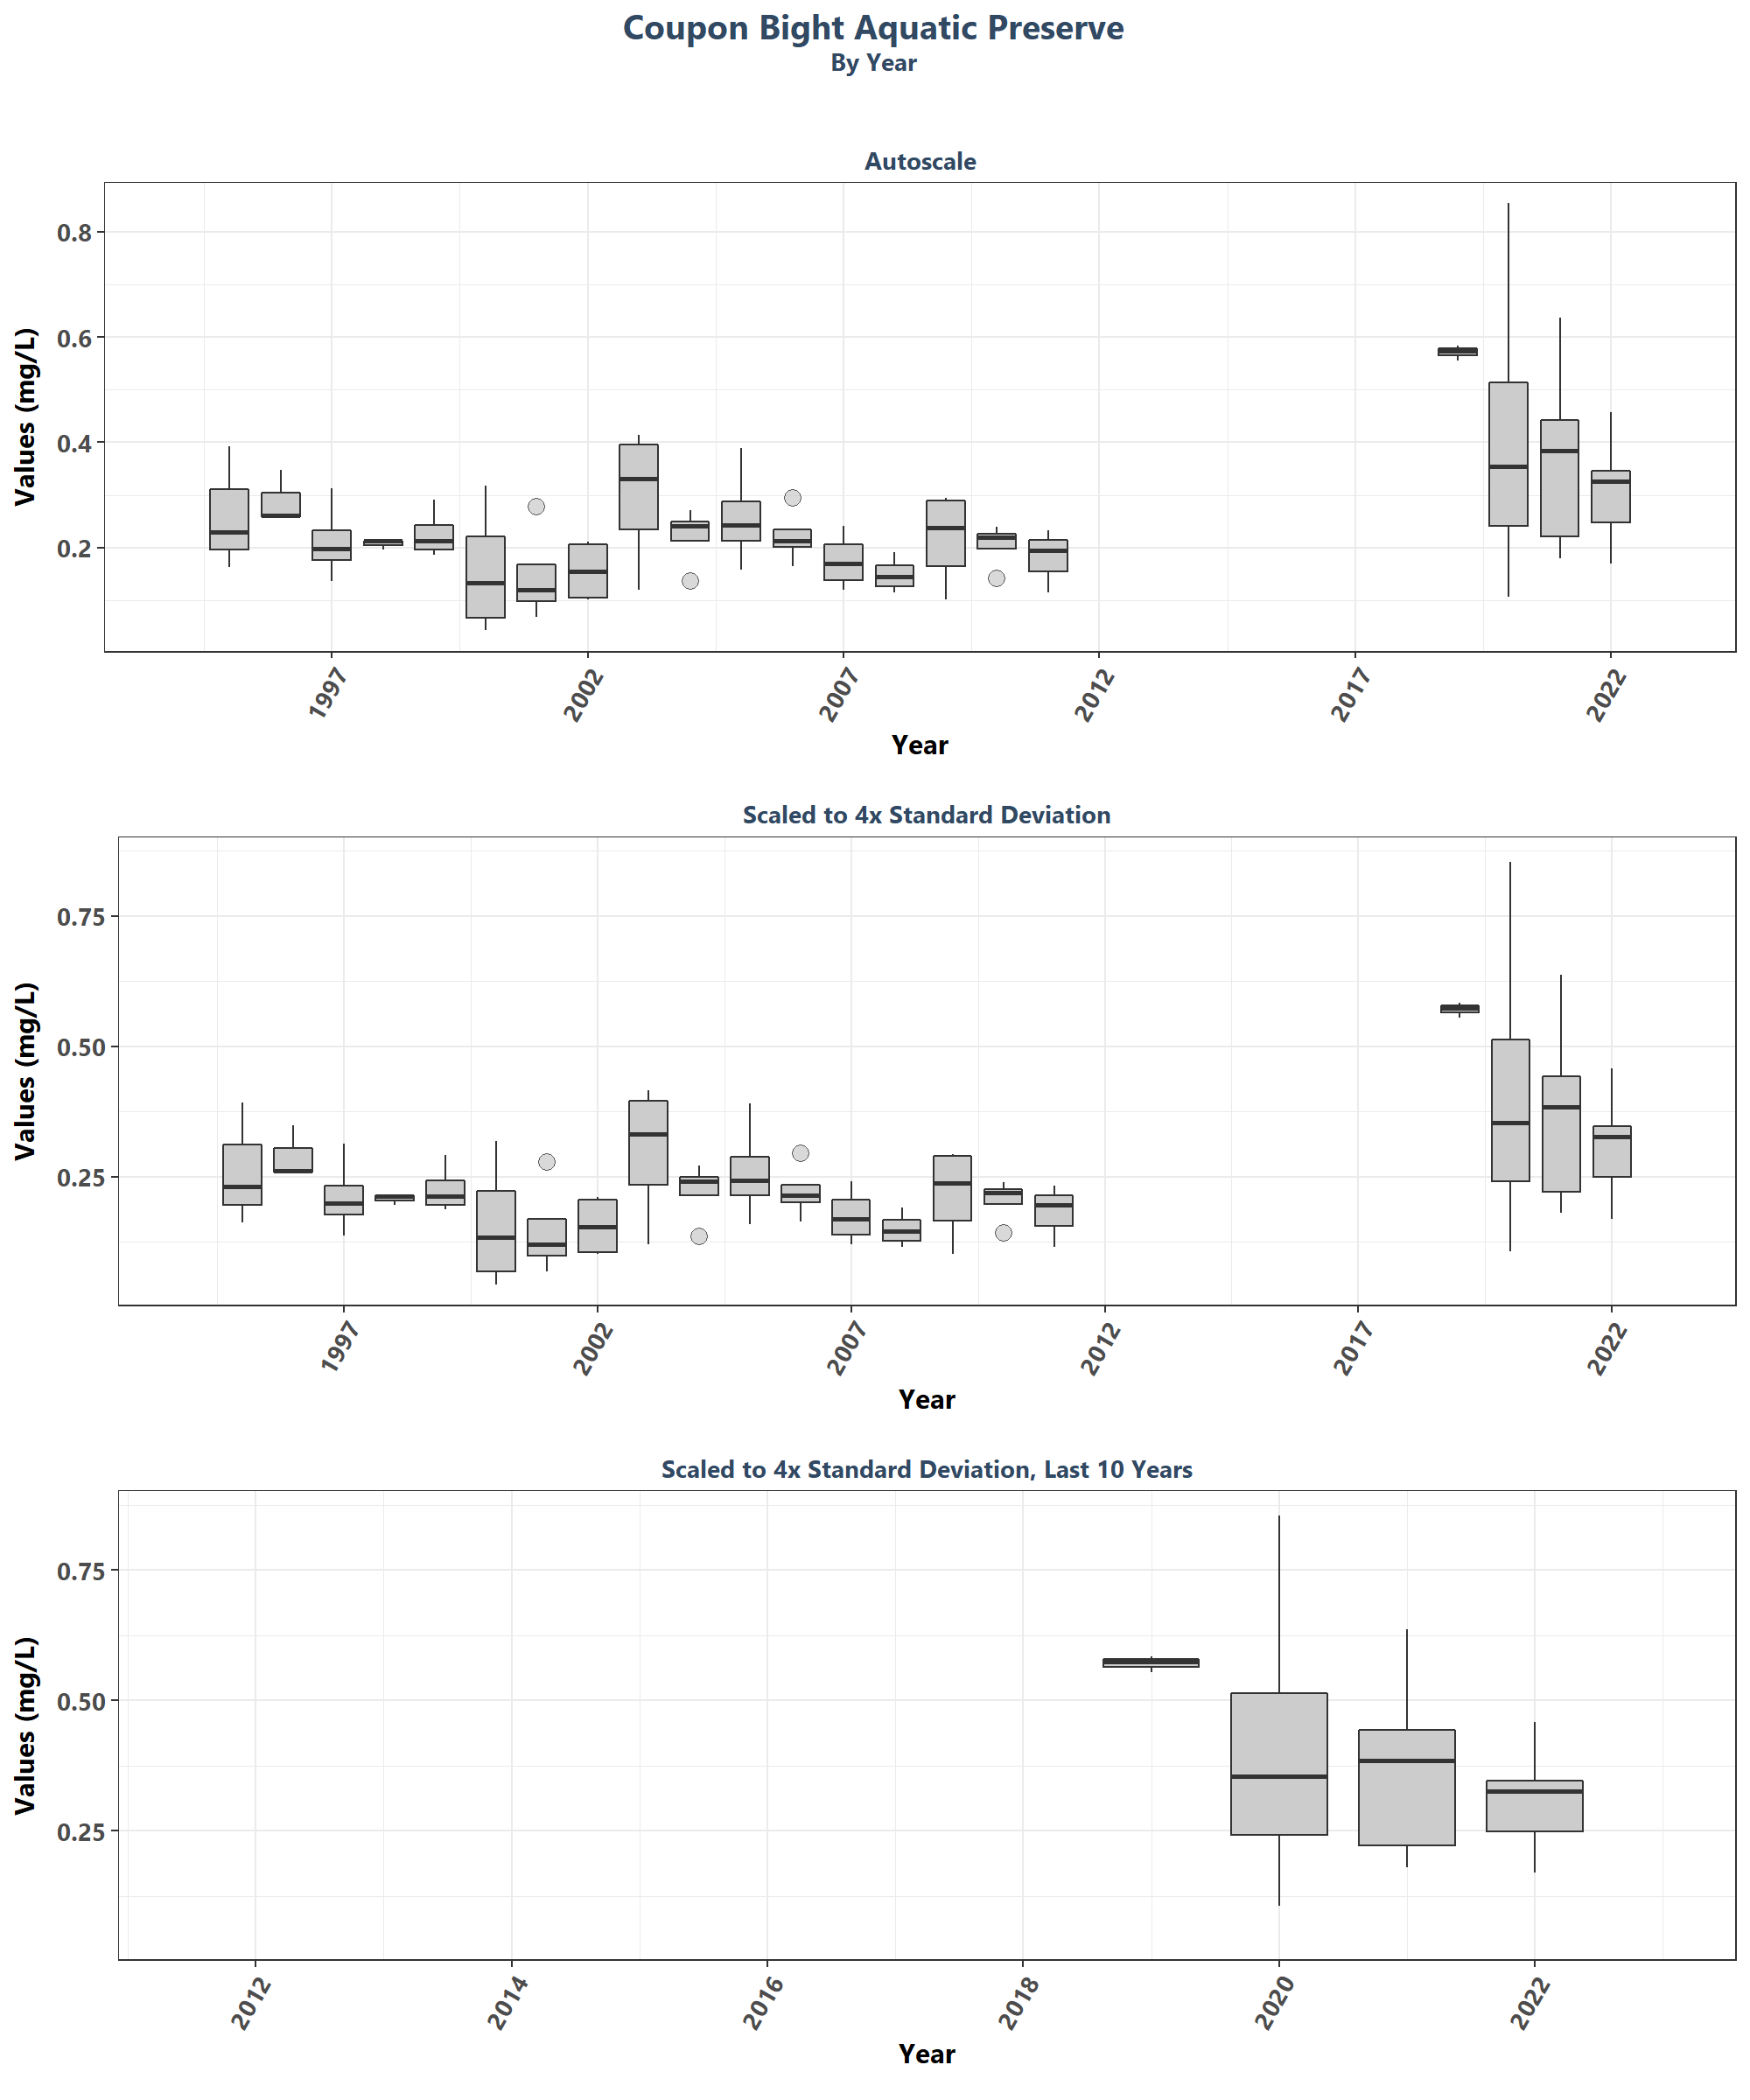 Coupon Bight Aquatic Preserve
By Year
Autoscale
Values (mg/L)
0.8
0.6
0.4
0.2
1997
2002
2007
2012
2017
2022
Year
Scaled to 4x Standard Deviation
Values (mg/L)
0.75
0.50
0.25
1997
2002
2007
2012
2017
2022
Year
Scaled to 4x Standard Deviation, Last 10 Years
Values (mg/L)
0.75
0.50
0.25
2012
2014
2016
2018
2020
2022
Year